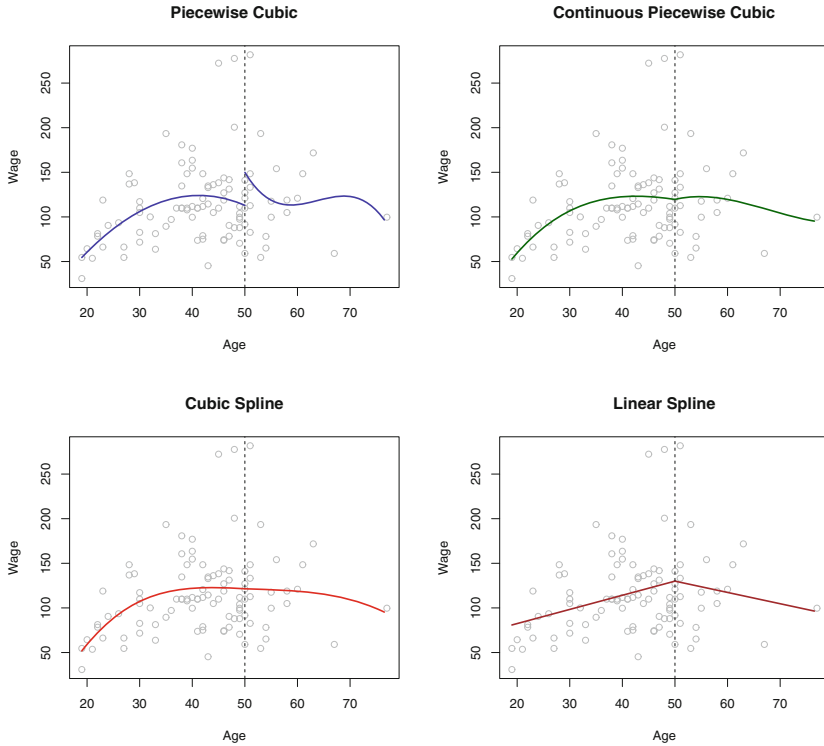 Piecewise Cubic
Wage
50 100 150 200 250
20 30 40 50 60 70
Age
Continuous Piecewise Cubic
Wage
50 100 150 200 250
20 30 40 50 60 70
Age
Cubic Spline
Wage
50 100 150 200 250
20 30 40 50 60 70
Age
Linear Spline
Wage
50 100 150 200 250
20 30 40 50 60 70
Age